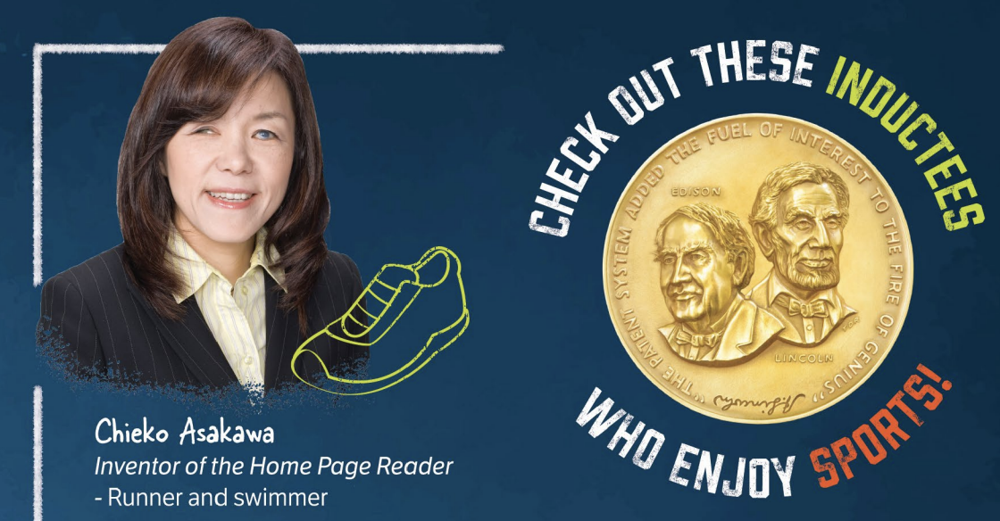 CHECK OUT THESE INDUCTEES
"THE PATENT SYSTEM ADDED THE FUEL OF INTEREST TO THE FIRE OF GENIUS"
EDISON
LINCOLN
A. Lincoln
WHO ENJOY SPORTS!
Chieko Asakawa
Inventor of the Home Page Reader
- Runner and swimmer